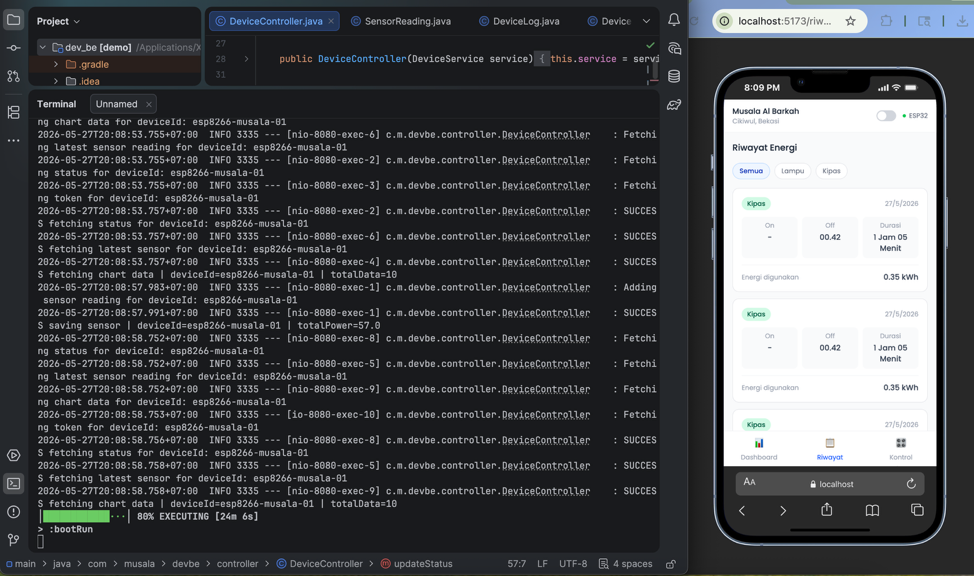 Project
dev_be [demo] /Applications/X
.gradle
.idea
DeviceController.java
SensorReading.java
DeviceLog.java
Device
27
28 public DeviceController(DeviceService service) { this.service = servi
31
Terminal
Unnamed
ng chart data for deviceId: esp8266-musala-01
2026-05-27T20:08:53.755+07:00 INFO 3335 --- [nio-8080-exec-6] c.m.devbe.controller.DeviceController : Fetchi
ng latest sensor reading for deviceId: esp8266-musala-01
2026-05-27T20:08:53.755+07:00 INFO 3335 --- [nio-8080-exec-2] c.m.devbe.controller.DeviceController : Fetchi
ng status for deviceId: esp8266-musala-01
2026-05-27T20:08:53.755+07:00 INFO 3335 --- [nio-8080-exec-3] c.m.devbe.controller.DeviceController : Fetchi
ng token for deviceId: esp8266-musala-01
2026-05-27T20:08:53.757+07:00 INFO 3335 --- [nio-8080-exec-2] c.m.devbe.controller.DeviceController : SUCCES
S fetching status for deviceId: esp8266-musala-01
2026-05-27T20:08:53.757+07:00 INFO 3335 --- [nio-8080-exec-6] c.m.devbe.controller.DeviceController : SUCCES
S fetching latest sensor for deviceId: esp8266-musala-01
2026-05-27T20:08:53.757+07:00 INFO 3335 --- [nio-8080-exec-4] c.m.devbe.controller.DeviceController : SUCCES
S fetching chart data | deviceId=esp8266-musala-01 | totalData=10
2026-05-27T20:08:57.983+07:00 INFO 3335 --- [nio-8080-exec-1] c.m.devbe.controller.DeviceController : Adding
sensor reading for deviceId: esp8266-musala-01
2026-05-27T20:08:57.991+07:00 INFO 3335 --- [nio-8080-exec-1] c.m.devbe.controller.DeviceController : SUCCES
S saving sensor | deviceId=esp8266-musala-01 | totalPower=57.0
2026-05-27T20:08:58.752+07:00 INFO 3335 --- [nio-8080-exec-8] c.m.devbe.controller.DeviceController : Fetchi
ng status for deviceId: esp8266-musala-01
2026-05-27T20:08:58.752+07:00 INFO 3335 --- [nio-8080-exec-5] c.m.devbe.controller.DeviceController : Fetchi
ng latest sensor reading for deviceId: esp8266-musala-01
2026-05-27T20:08:58.752+07:00 INFO 3335 --- [nio-8080-exec-9] c.m.devbe.controller.DeviceController : Fetchi
ng chart data for deviceId: esp8266-musala-01
2026-05-27T20:08:58.753+07:00 INFO 3335 --- [io-8080-exec-10] c.m.devbe.controller.DeviceController : Fetchi
ng token for deviceId: esp8266-musala-01
2026-05-27T20:08:58.756+07:00 INFO 3335 --- [nio-8080-exec-8] c.m.devbe.controller.DeviceController : SUCCES
S fetching status for deviceId: esp8266-musala-01
2026-05-27T20:08:58.758+07:00 INFO 3335 --- [nio-8080-exec-5] c.m.devbe.controller.DeviceController : SUCCES
S fetching latest sensor for deviceId: esp8266-musala-01
2026-05-27T20:08:58.758+07:00 INFO 3335 --- [nio-8080-exec-9] c.m.devbe.controller.DeviceController : SUCCES
S fetching chart data | deviceId=esp8266-musala-01 | totalData=10
80% EXECUTING [24m 6s]
> :bootRun
main > java > com > musala > devbe > controller > DeviceController > updateStatus
57:7 LF UTF-8 4 spaces
localhost:5173/riw...
8:09 PM
Musala Al Barkah
Cikiwul, Bekasi
ESP32
Riwayat Energi
Semua Lampu Kipas
Kipas 27/5/2026
On Off Durasi
- 00.42 1 Jam 05
Menit
Energi digunakan 0.35 kWh
Kipas 27/5/2026
On Off Durasi
- 00.42 1 Jam 05
Menit
Energi digunakan 0.35 kWh
Kipas 27/5/2026
Dashboard Riwayat Kontrol
AA localhost